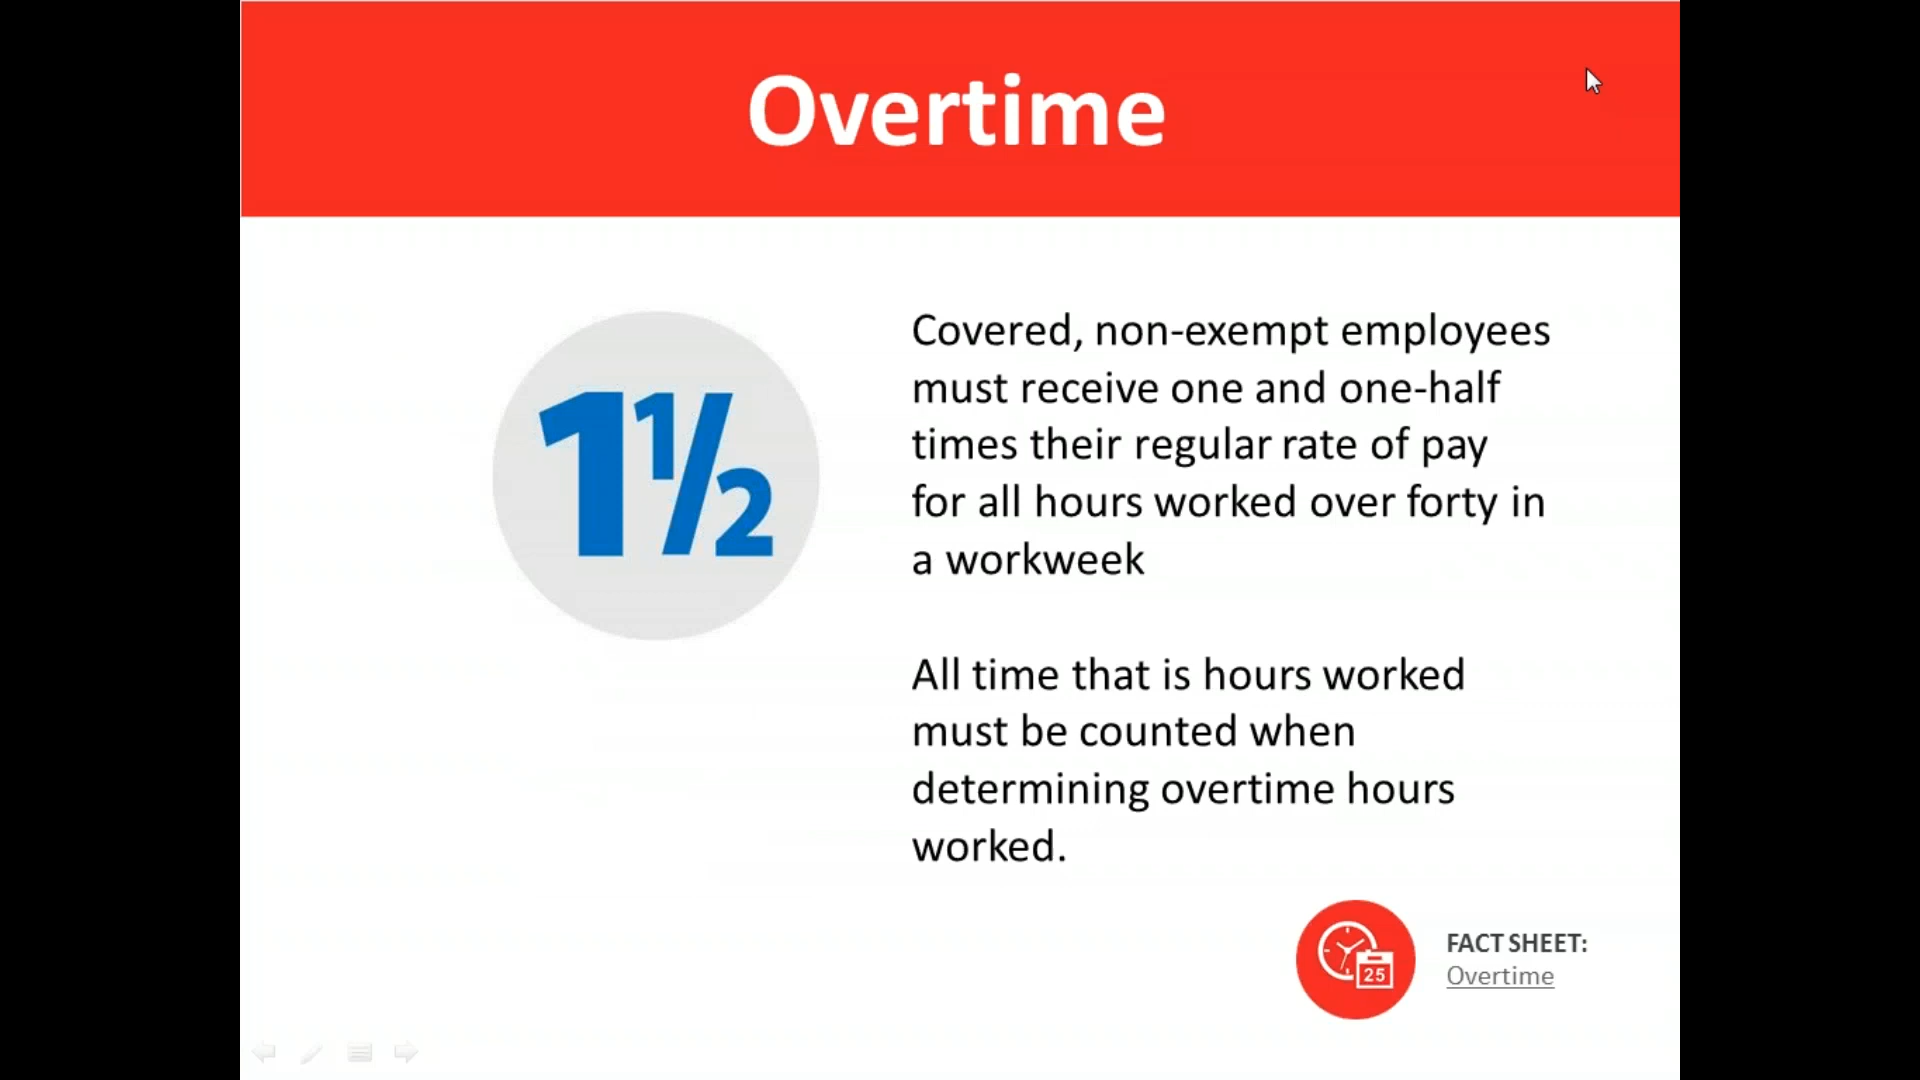 Overtime
1½
Covered, non-exempt employees
must receive one and one-half
times their regular rate of pay
for all hours worked over forty in
a workweek
All time that is hours worked
must be counted when
determining overtime hours
worked.
25
FACT SHEET:
Overtime